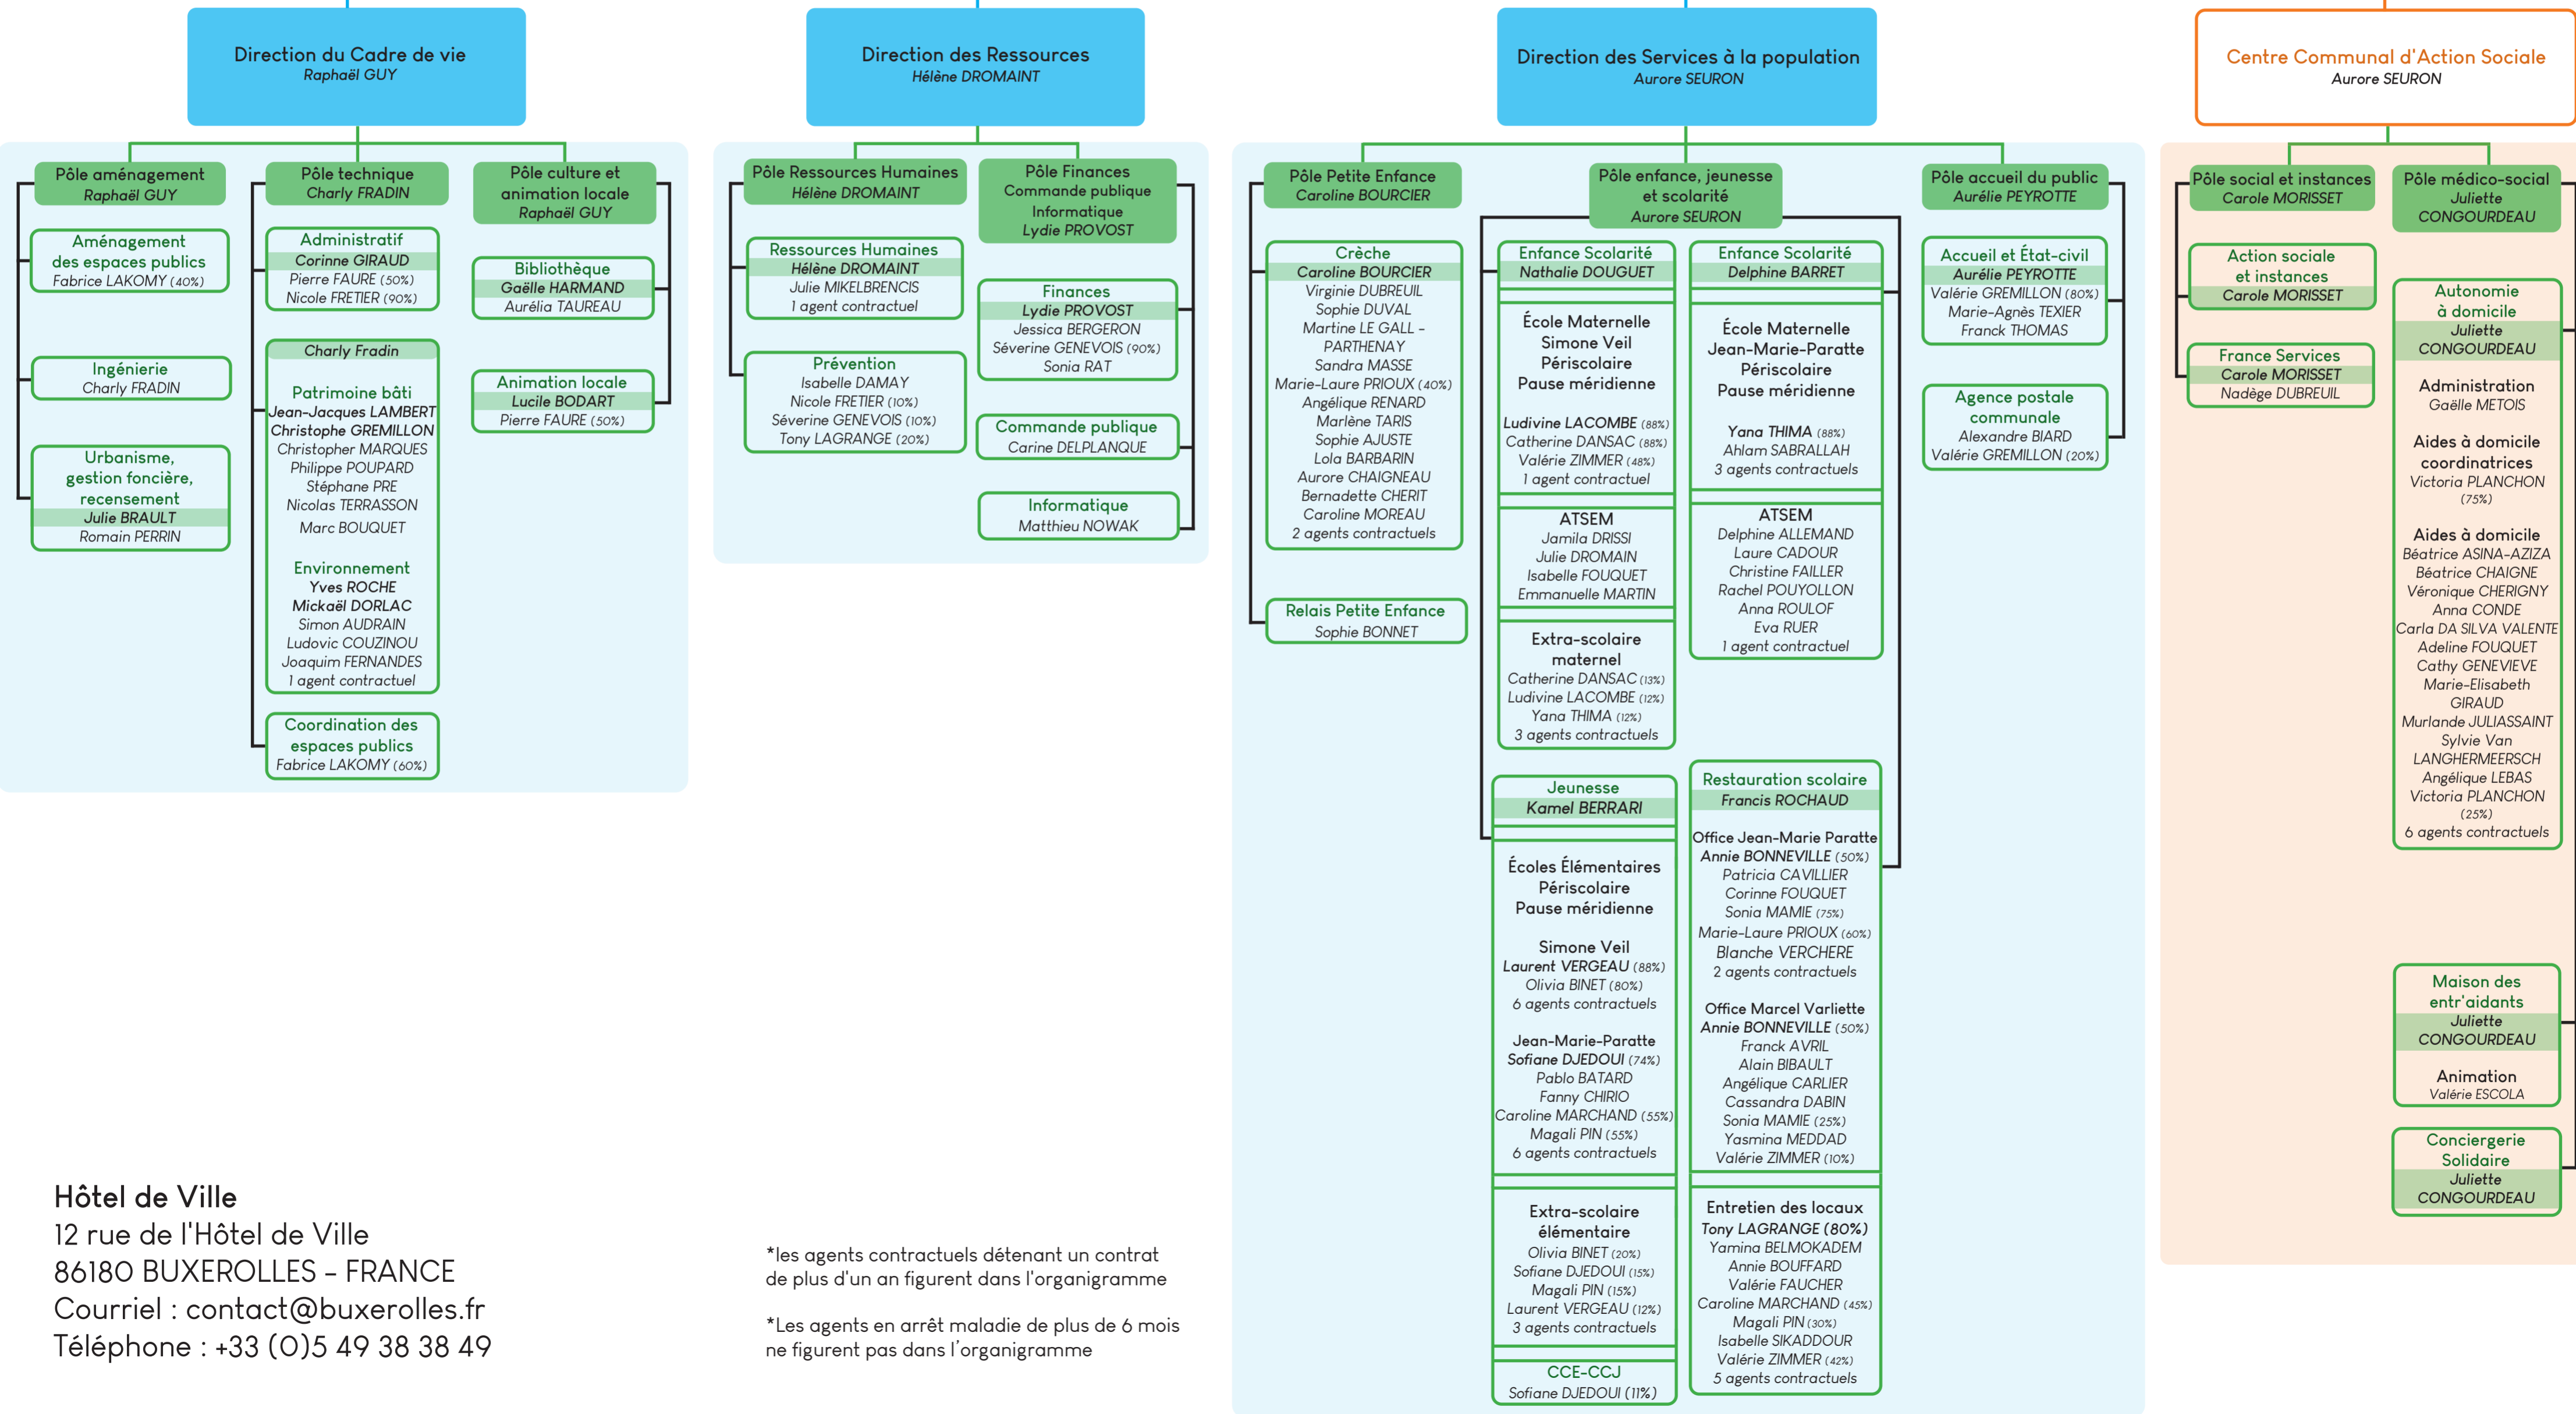 Direction du Cadre de vie
Raphaël GUY
Pôle aménagement
Raphaël GUY
Aménagement
des espaces publics
Fabrice LAKOMY (40%)
Ingénierie
Charly FRADIN
Urbanisme,
gestion foncière,
recensement
Julie BRAULT
Romain PERRIN
Pôle technique
Charly FRADIN
Administratif
Corinne GIRAUD
Pierre FAURE (50%)
Nicole FRETIER (90%)
Charly Fradin
Patrimoine bâti
Jean-Jacques LAMBERT
Christophe GREMILLON
Christopher MARQUES
Philippe POUPARD
Stéphane PRE
Nicolas TERRASSON
Marc BOUQUET
Environnement
Yves ROCHE
Mickaël DORLAC
Simon AUDRAIN
Ludovic COUZINOU
Joaquim FERNANDES
1 agent contractuel
Coordination des
espaces publics
Fabrice LAKOMY (60%)
Pôle culture et
animation locale
Raphaël GUY
Bibliothèque
Gaëlle HARMAND
Aurélia TAUREAU
Animation locale
Lucile BODART
Pierre FAURE (50%)
Direction des Ressources
Hélène DROMAINT
Pôle Ressources Humaines
Hélène DROMAINT
Ressources Humaines
Hélène DROMAINT
Julie MIKELBRENCIS
1 agent contractuel
Prévention
Isabelle DAMAY
Nicole FRETIER (10%)
Séverine GENEVOIS (10%)
Tony LAGRANGE (20%)
Pôle Finances
Commande publique
Informatique
Lydie PROVOST
Finances
Lydie PROVOST
Jessica BERGERON
Séverine GENEVOIS (90%)
Sonia RAT
Commande publique
Carine DELPLANQUE
Informatique
Matthieu NOWAK
Direction des Services à la population
Aurore SEURON
Pôle Petite Enfance
Caroline BOURCIER
Crèche
Caroline BOURCIER
Virginie DUBREUIL
Sophie DUVAL
Martine LE GALL -
PARTHENAY
Sandra MASSE
Marie-Laure PRIOUX (40%)
Angélique RENARD
Marlène TARIS
Sophie AJUSTE
Lola BARBARIN
Aurore CHAIGNEAU
Bernadette CHERIT
Caroline MOREAU
2 agents contractuels
Relais Petite Enfance
Sophie BONNET
Pôle enfance, jeunesse
et scolarité
Aurore SEURON
Enfance Scolarité
Nathalie DOUGUET
École Maternelle
Simone Veil
Périscolaire
Pause méridienne
Ludivine LACOMBE (88%)
Catherine DANSAC (88%)
Valérie ZIMMER (48%)
1 agent contractuel
ATSEM
Jamila DRISSI
Julie DROMAIN
Isabelle FOUQUET
Emmanuelle MARTIN
Extra-scolaire
maternel
Catherine DANSAC (13%)
Ludivine LACOMBE (12%)
Yana THIMA (12%)
3 agents contractuels
Jeunesse
Kamel BERRARI
Écoles Élémentaires
Périscolaire
Pause méridienne
Simone Veil
Laurent VERGEAU (88%)
Olivia BINET (80%)
6 agents contractuels
Jean-Marie-Paratte
Sofiane DJEDOUI (74%)
Pablo BATARD
Fanny CHIRIO
Caroline MARCHAND (55%)
Magali PIN (55%)
6 agents contractuels
Extra-scolaire
élémentaire
Olivia BINET (20%)
Sofiane DJEDOUI (15%)
Magali PIN (15%)
Laurent VERGEAU (12%)
3 agents contractuels
CCE-CCJ
Sofiane DJEDOUI (11%)
Enfance Scolarité
Delphine BARRET
École Maternelle
Jean-Marie-Paratte
Périscolaire
Pause méridienne
Yana THIMA (88%)
Ahlam SABRALLAH
3 agents contractuels
ATSEM
Delphine ALLEMAND
Laure CADOUR
Christine FAILLER
Rachel POUYOLLON
Anna ROULOF
Eva RUER
1 agent contractuel
Restauration scolaire
Francis ROCHAUD
Office Jean-Marie Paratte
Annie BONNEVILLE (50%)
Patricia CAVILLIER
Corinne FOUQUET
Sonia MAMIE (75%)
Marie-Laure PRIOUX (60%)
Blanche VERCHERE
2 agents contractuels
Office Marcel Varliette
Annie BONNEVILLE (50%)
Franck AVRIL
Alain BIBAULT
Angélique CARLIER
Cassandra DABIN
Sonia MAMIE (25%)
Yasmina MEDDAD
Valérie ZIMMER (10%)
Entretien des locaux
Tony LAGRANGE (80%)
Yamina BELMOKADEM
Annie BOUFFARD
Valérie FAUCHER
Caroline MARCHAND (45%)
Magali PIN (30%)
Isabelle SIKADDOUR
Valérie ZIMMER (42%)
5 agents contractuels
Pôle accueil du public
Aurélie PEYROTTE
Accueil et État-civil
Aurélie PEYROTTE
Valérie GREMILLON (80%)
Marie-Agnès TEXIER
Franck THOMAS
Agence postale
communale
Alexandre BIARD
Valérie GREMILLON (20%)
Centre Communal d'Action Sociale
Aurore SEURON
Pôle social et instances
Carole MORISSET
Action sociale
et instances
Carole MORISSET
France Services
Carole MORISSET
Nadège DUBREUIL
Pôle médico-social
Juliette
CONGOURDEAU
Autonomie
à domicile
Juliette
CONGOURDEAU
Administration
Gaëlle METOIS
Aides à domicile
coordinatrices
Victoria PLANCHON
(75%)
Aides à domicile
Béatrice ASINA-AZIZA
Béatrice CHAIGNE
Véronique CHERIGNY
Anna CONDE
Carla DA SILVA VALENTE
Adeline FOUQUET
Cathy GENEVIEVE
Marie-Elisabeth
GIRAUD
Murlande JULIASSAINT
Sylvie Van
LANGHERMEERSCH
Angélique LEBAS
Victoria PLANCHON
(25%)
6 agents contractuels
Maison des
entr'aidants
Juliette
CONGOURDEAU
Animation
Valérie ESCOLA
Conciergerie
Solidaire
Juliette
CONGOURDEAU
Hôtel de Ville
12 rue de l'Hôtel de Ville
86180 BUXEROLLES - FRANCE
Courriel : contact@buxerolles.fr
Téléphone : +33 (0)5 49 38 38 49
*les agents contractuels détenant un contrat
de plus d'un an figurent dans l'organigramme
*Les agents en arrêt maladie de plus de 6 mois
ne figurent pas dans l’organigramme